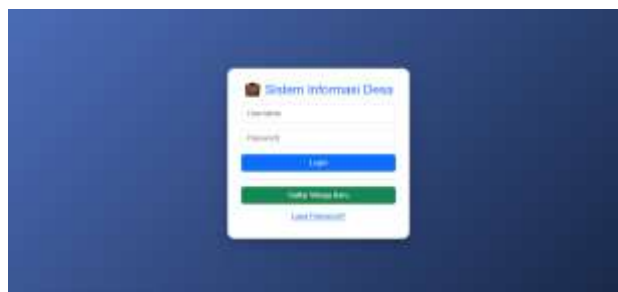 Sistem Informasi Desa
Username
Password
Login
Daftar Warga Baru
Lupa Password?